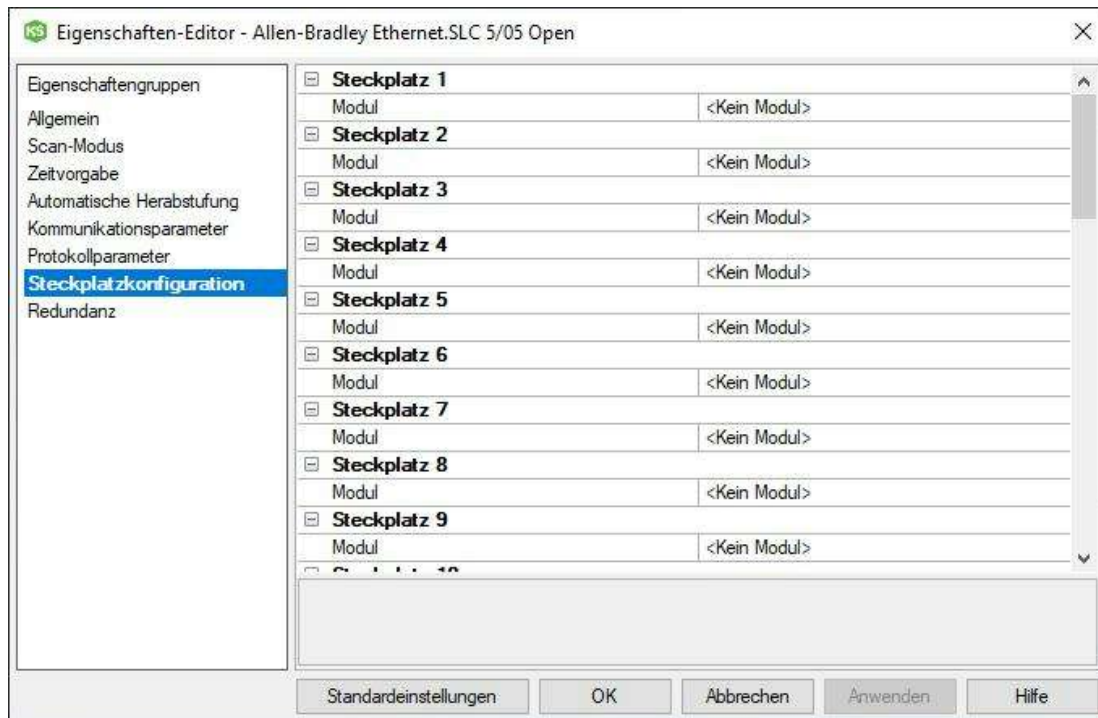 KS Eigenschaften-Editor - Allen-Bradley Ethernet.SLC 5/05 Open
Eigenschaftengruppen
Allgemein
Scan-Modus
Zeitvorgabe
Automatische Herabstufung
Kommunikationsparameter
Protokollparameter
Steckplatzkonfiguration
Redundanz
Steckplatz 1
Modul <Kein Modul>
Steckplatz 2
Modul <Kein Modul>
Steckplatz 3
Modul <Kein Modul>
Steckplatz 4
Modul <Kein Modul>
Steckplatz 5
Modul <Kein Modul>
Steckplatz 6
Modul <Kein Modul>
Steckplatz 7
Modul <Kein Modul>
Steckplatz 8
Modul <Kein Modul>
Steckplatz 9
Modul <Kein Modul>
Standardeinstellungen OK Abbrechen Anwenden Hilfe